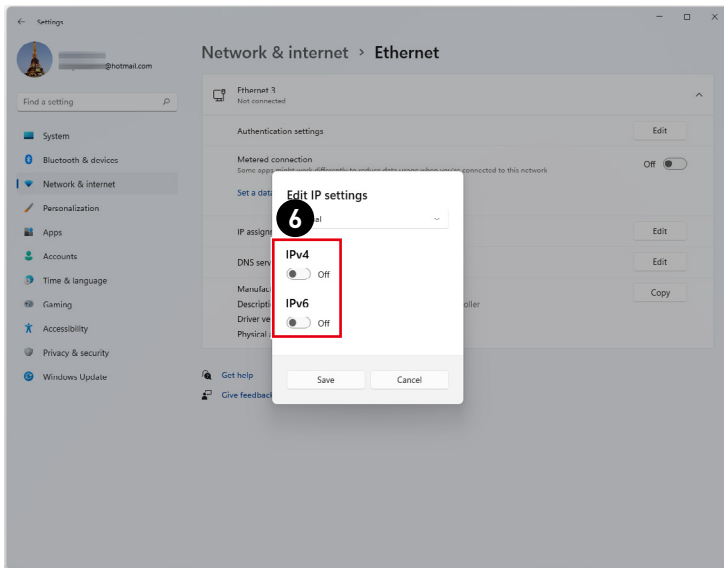 Settings
@hotmail.com
Find a setting
System
Bluetooth & devices
Network & internet
Personalization
Apps
Accounts
Time & language
Gaming
Accessibility
Privacy & security
Windows Update
Network & internet > Ethernet
Ethernet 3
Not connected
Authentication settings
Edit
Metered connection
Some apps might work differently to reduce data usage when you're connected to this network
Off
Set a data
IP assignm
Edit
DNS serv
Edit
Manufac
Copy
Descripti
oller
Driver ve
Physical
Get help
Give feedback
Edit IP settings
6
al
IPv4
Off
IPv6
Off
Save
Cancel